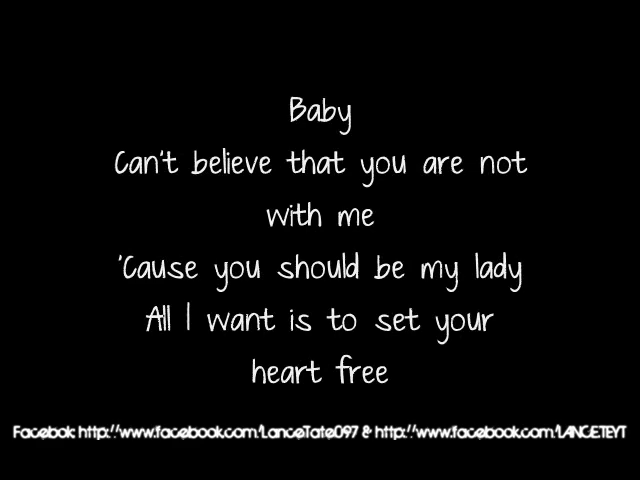 Baby
Can't believe that you are not
with me
'Cause you should be my lady
All I want is to set your
heart free
Facebok: http://www.facebook.com/LanceTate097 & http://www.facebook.com/LANCETEYT